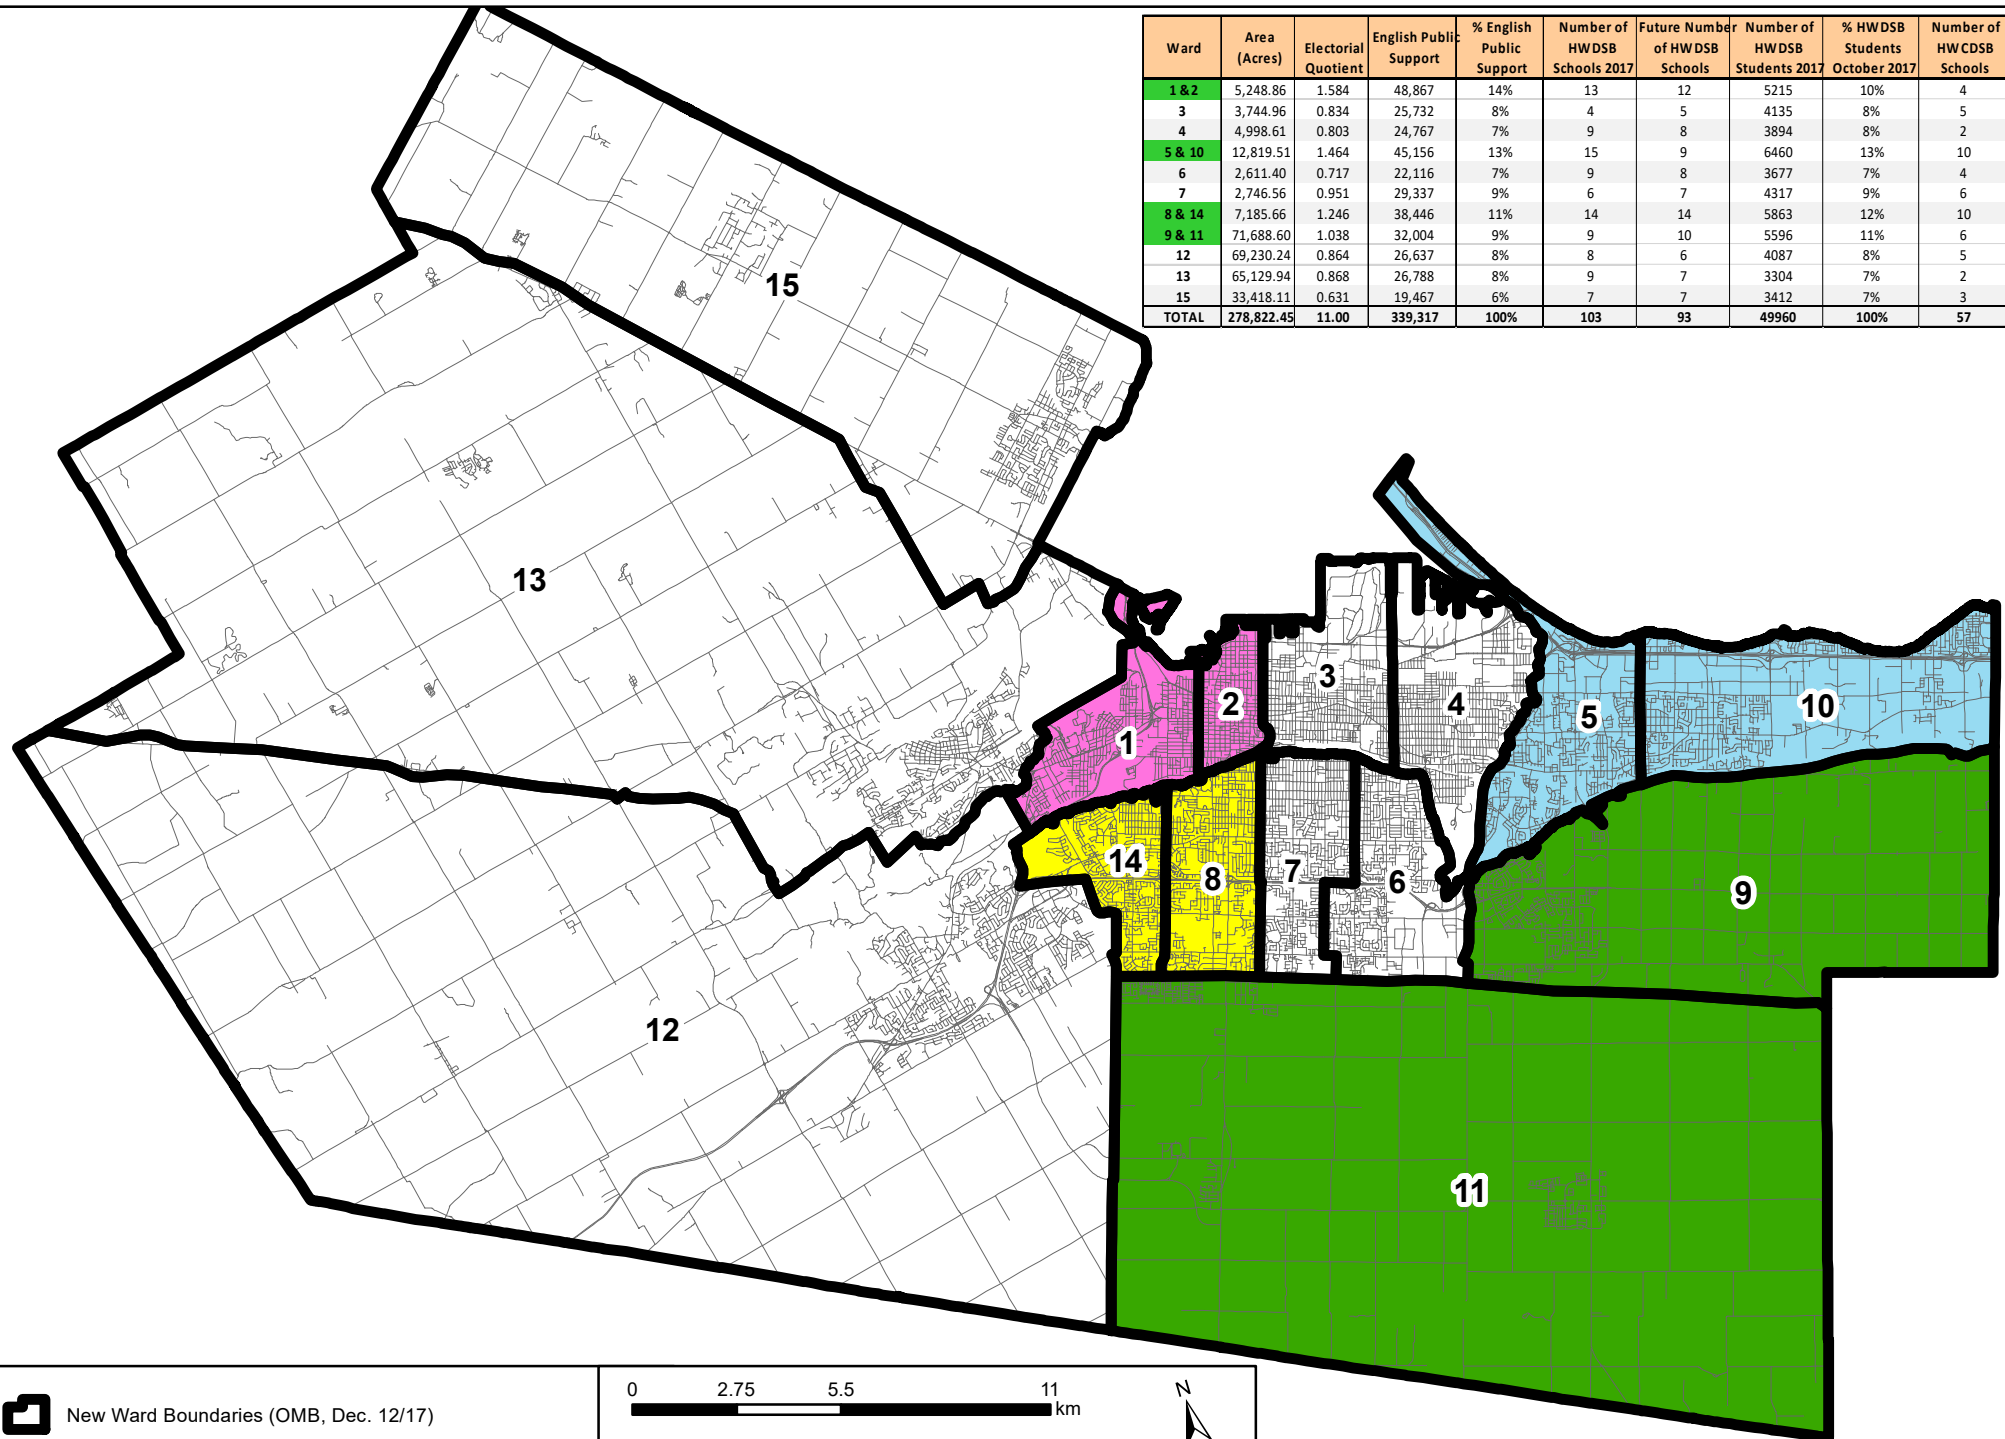 Ward Area (Acres) Electorial Quotient English Public Support % English Public Support Number of HWDSB Schools 2017 Future Number of HWDSB Schools Number of HWDSB Students 2017 % HWDSB Students October 2017 Number of HWCDSB Schools
1 & 2 5,248.86 1.584 48,867 14% 13 12 5215 10% 4
3 3,744.96 0.834 25,732 8% 4 5 4135 8% 5
4 4,998.61 0.803 24,767 7% 9 8 3894 8% 2
5 & 10 12,819.51 1.464 45,156 13% 15 9 6460 13% 10
6 2,611.40 0.717 22,116 7% 9 8 3677 7% 4
7 2,746.56 0.951 29,337 9% 6 7 4317 9% 6
8 & 14 7,185.66 1.246 38,446 11% 14 14 5863 12% 10
9 & 11 71,688.60 1.038 32,004 9% 9 10 5596 11% 6
12 69,230.24 0.864 26,637 8% 8 6 4087 8% 5
13 65,129.94 0.868 26,788 8% 9 7 3304 7% 2
15 33,418.11 0.631 19,467 6% 7 7 3412 7% 3
TOTAL 278,822.45 11.00 339,317 100% 103 93 49960 100% 57
15
13
3
2
4
5
10
1
14
8
7
6
9
12
11
New Ward Boundaries (OMB, Dec. 12/17)
0 2.75 5.5 11
km
N